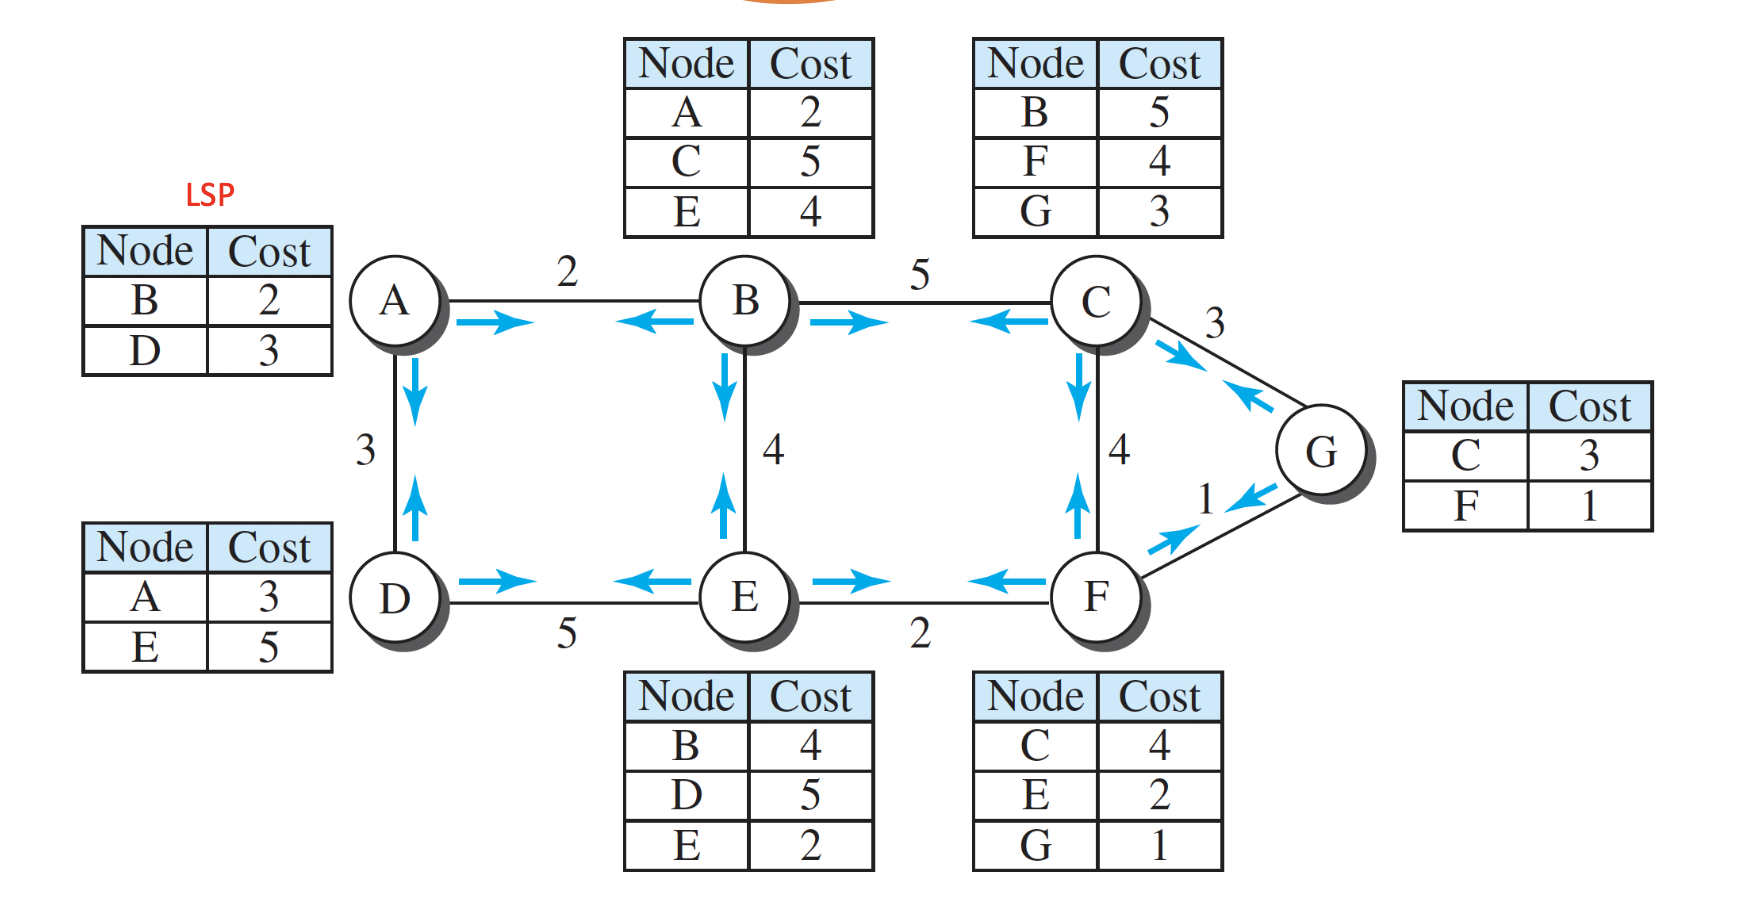 Node Cost
A 2
C 5
E 4
Node Cost
B 5
F 4
G 3
LSP
Node Cost
B 2
D 3
A
2
B
5
C
3
3
4
4
G
1
Node Cost
C 3
F 1
Node Cost
A 3
E 5
D
5
E
2
F
Node Cost
B 4
D 5
E 2
Node Cost
C 4
E 2
G 1